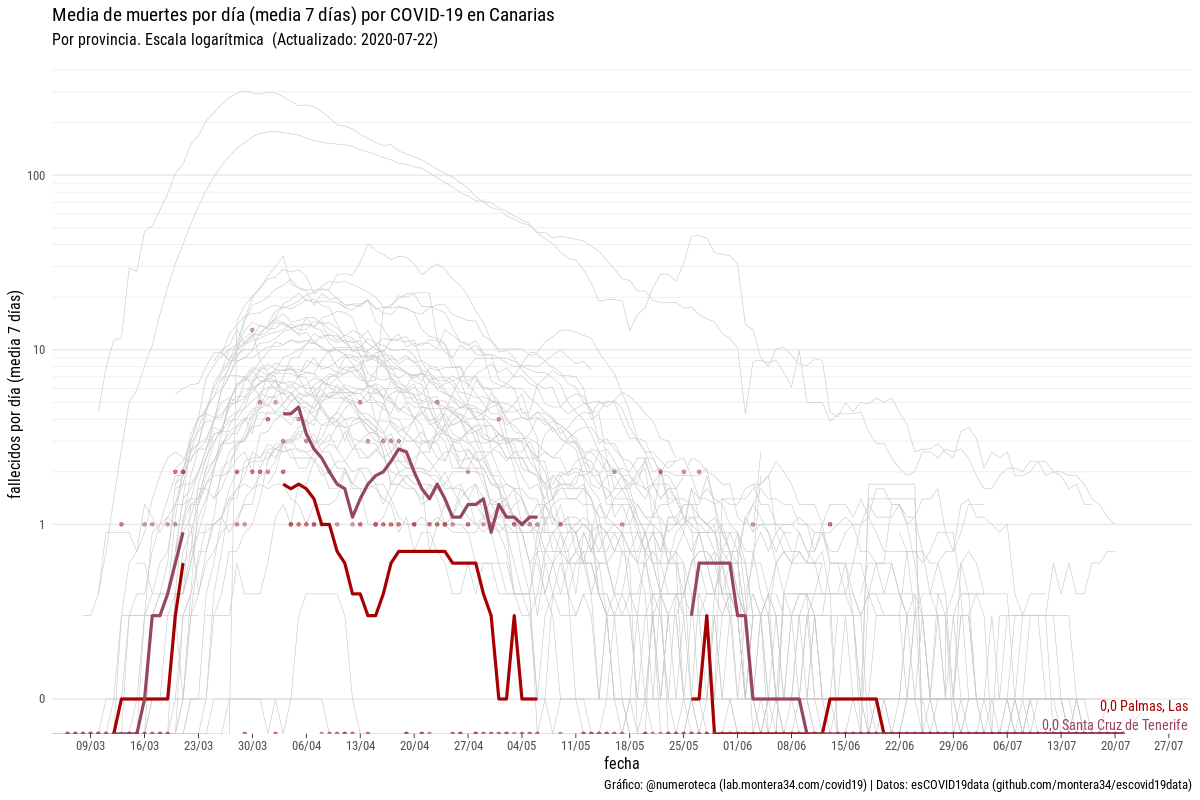 Media de muertes por día (media 7 días) por COVID-19 en Canarias
Por provincia. Escala logarítmica (Actualizado: 2020-07-22)
fallecidos por día (media 7 días)
100
10
1
0
0,0 Palmas, Las
0,0 Santa Cruz de Tenerife
09/03 16/03 23/03 30/03 06/04 13/04 20/04 27/04 04/05 11/05 18/05 25/05 01/06 08/06 15/06 22/06 29/06 06/07 13/07 20/07 27/07
fecha
Gráfico: @numeroteca (lab.montera34.com/covid19) | Datos: esCOVID19data (github.com/montera34/escovid19data)